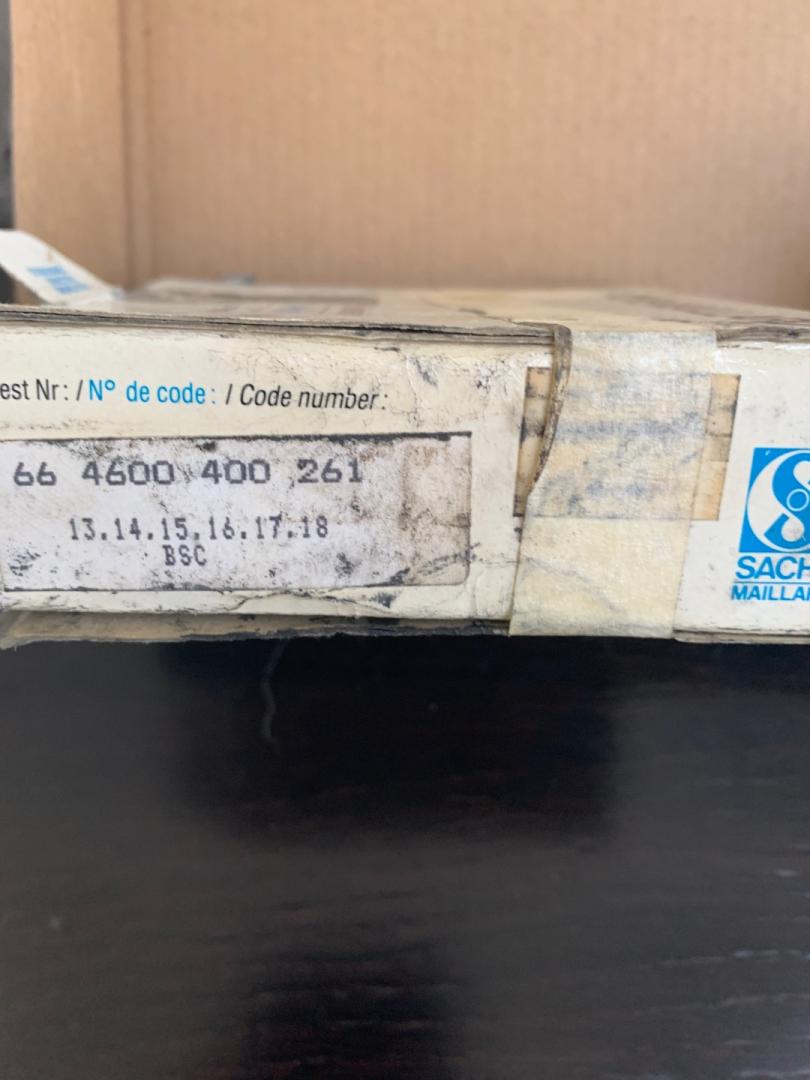 est Nr: / N° de code: / Code number:
66 4600 400 261
13.14.15.16.17.18
BSC
SACH
MAILLA